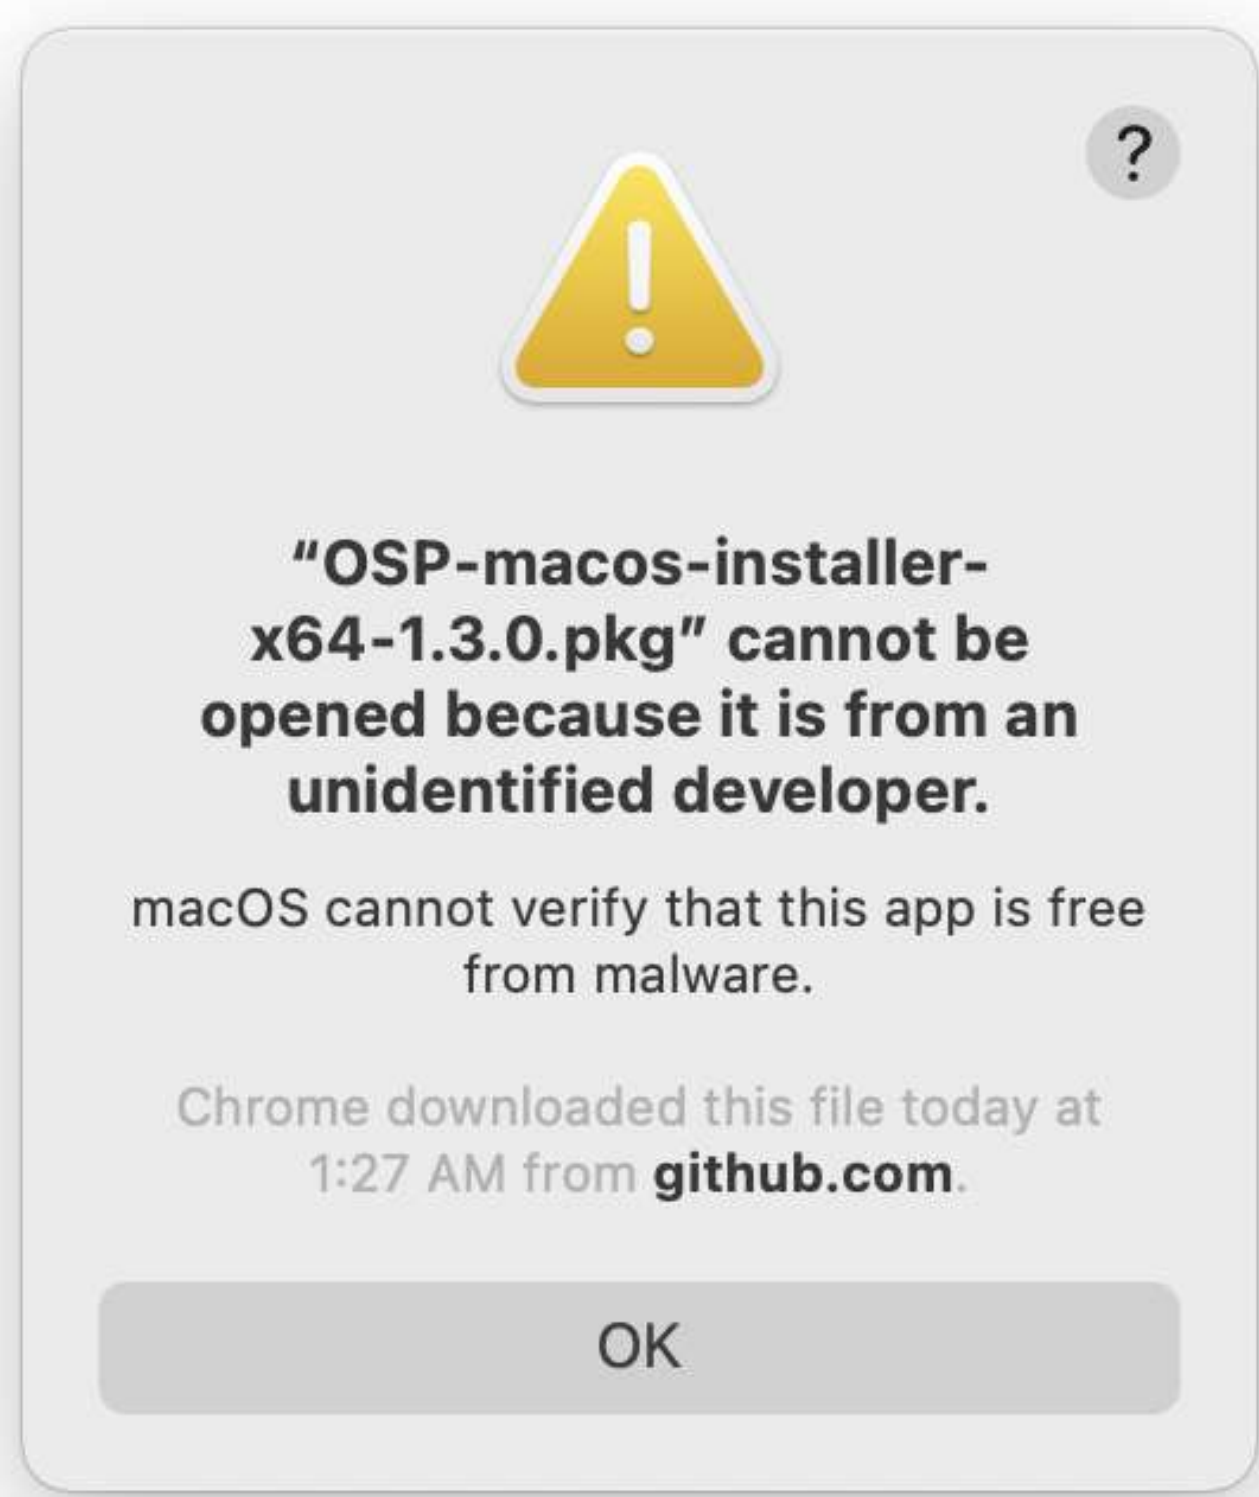 ?
“OSP-macos-installer-
x64-1.3.0.pkg” cannot be
opened because it is from an
unidentified developer.
macOS cannot verify that this app is free
from malware.
Chrome downloaded this file today at
1:27 AM from github.com.
OK